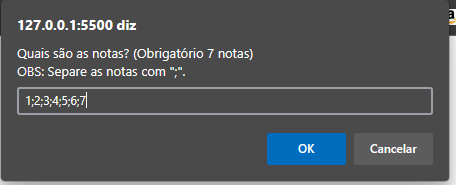 127.0.0.1:5500 diz
Quais são as notas? (Obrigatório 7 notas)
OBS: Separe as notas com ";".
1;2;3;4;5;6;7
OK
Cancelar